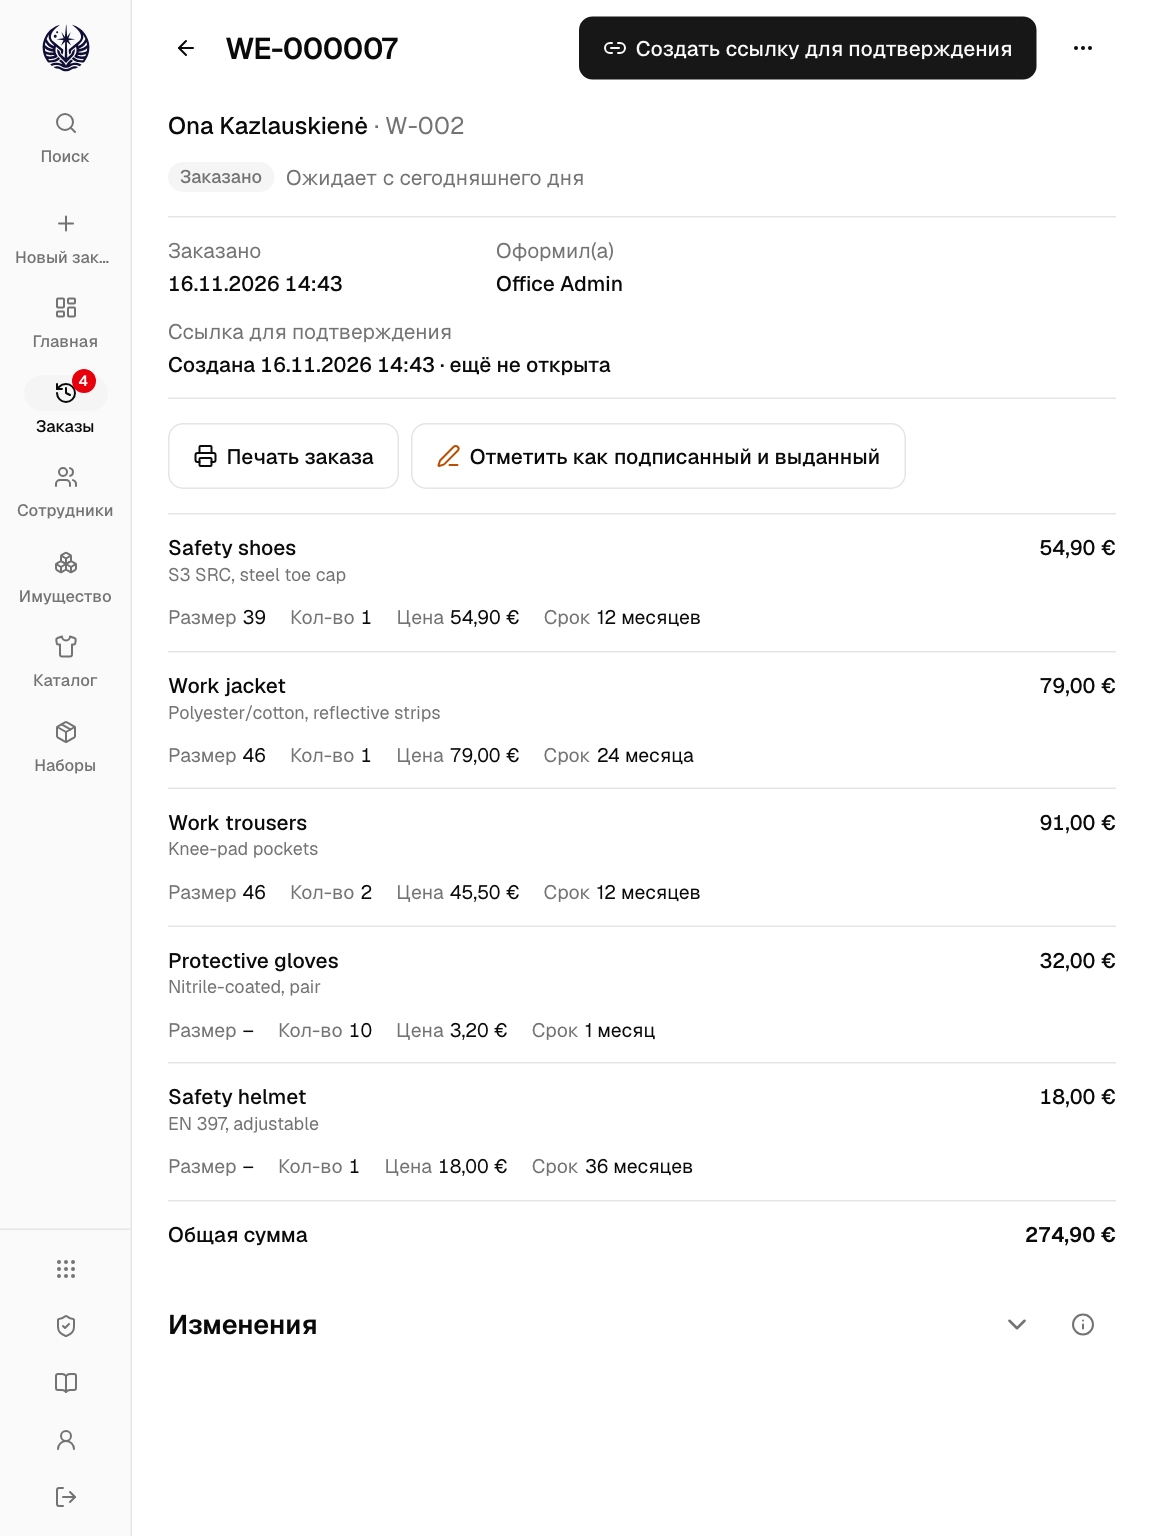 WE-000007
Создать ссылку для подтверждения
Поиск
Новый зак...
Главная
4
Заказы
Сотрудники
Имущество
Каталог
Наборы
Ona Kazlauskienė · W-002
Заказано Ожидает с сегодняшнего дня
Заказано Оформил(а)
16.11.2026 14:43 Office Admin
Ссылка для подтверждения
Создана 16.11.2026 14:43 · ещё не открыта
Печать заказа Отметить как подписанный и выданный
Safety shoes 54,90 €
S3 SRC, steel toe cap
Размер 39 Кол-во 1 Цена 54,90 € Срок 12 месяцев
Work jacket 79,00 €
Polyester/cotton, reflective strips
Размер 46 Кол-во 1 Цена 79,00 € Срок 24 месяца
Work trousers 91,00 €
Knee-pad pockets
Размер 46 Кол-во 2 Цена 45,50 € Срок 12 месяцев
Protective gloves 32,00 €
Nitrile-coated, pair
Размер – Кол-во 10 Цена 3,20 € Срок 1 месяц
Safety helmet 18,00 €
EN 397, adjustable
Размер – Кол-во 1 Цена 18,00 € Срок 36 месяцев
Общая сумма 274,90 €
Изменения